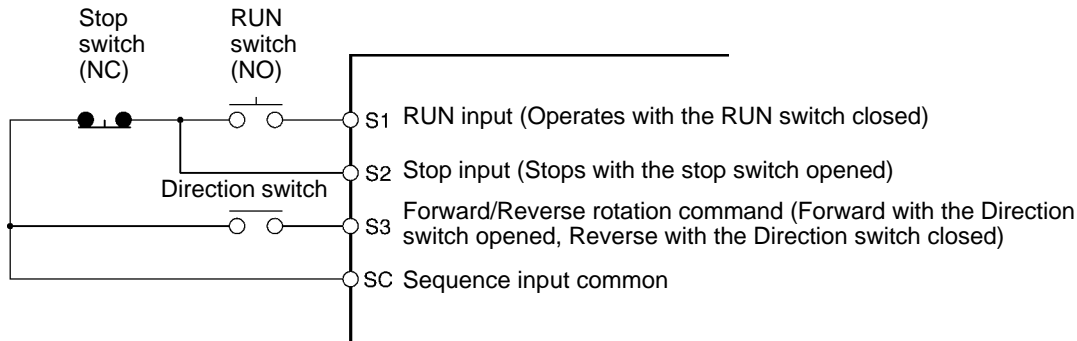 Stop
switch
(NC)
RUN
switch
(NO)
S1 RUN input (Operates with the RUN switch closed)
S2 Stop input (Stops with the stop switch opened)
Direction switch
S3 Forward/Reverse rotation command (Forward with the Direction
switch opened, Reverse with the Direction switch closed)
SC Sequence input common